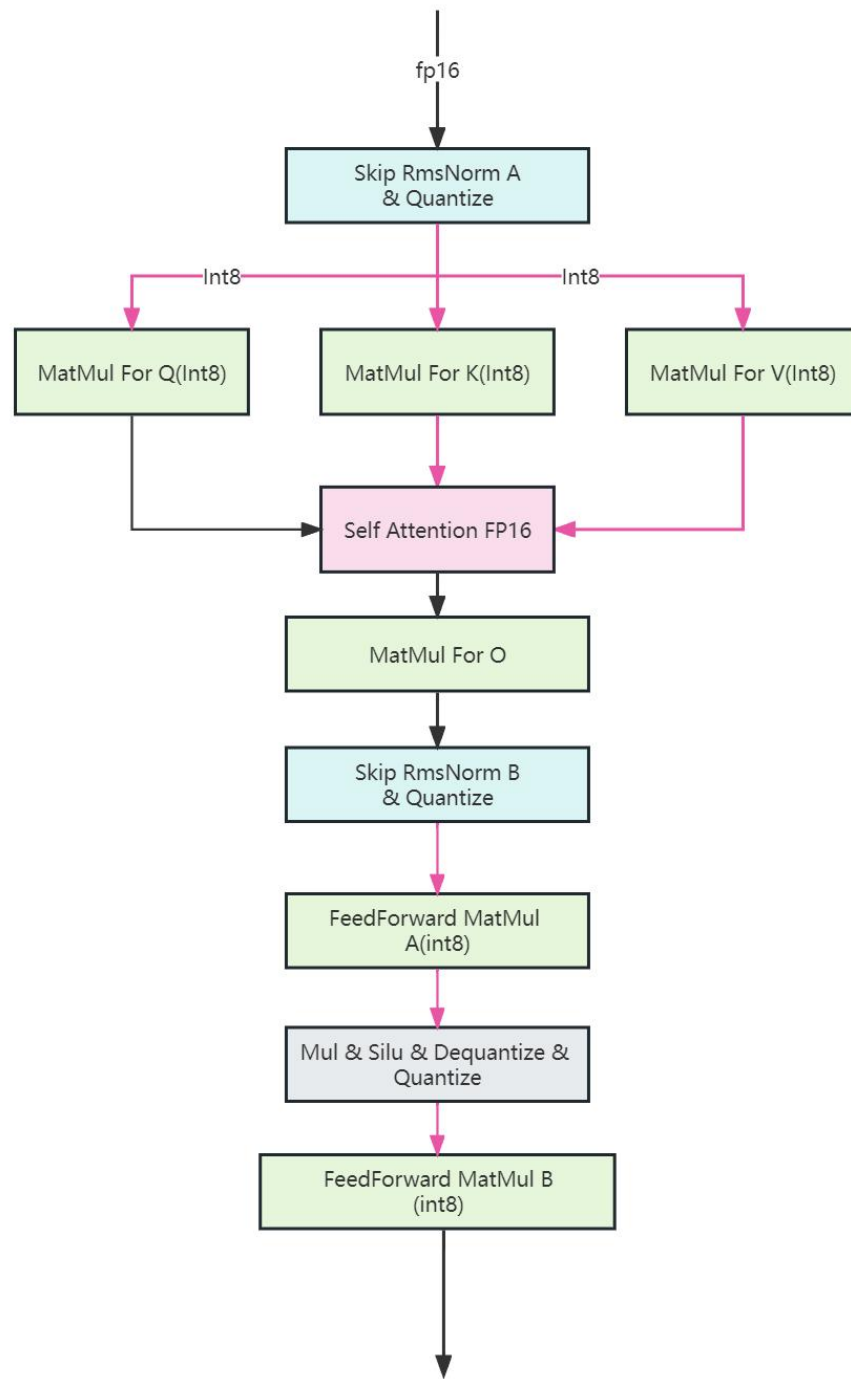 fp16
Skip RmsNorm A
& Quantize
Int8
Int8
MatMul For Q(Int8)
MatMul For K(Int8)
MatMul For V(Int8)
Self Attention FP16
MatMul For O
Skip RmsNorm B
& Quantize
FeedForward MatMul
A(int8)
Mul & Silu & Dequantize &
Quantize
FeedForward MatMul B
(int8)